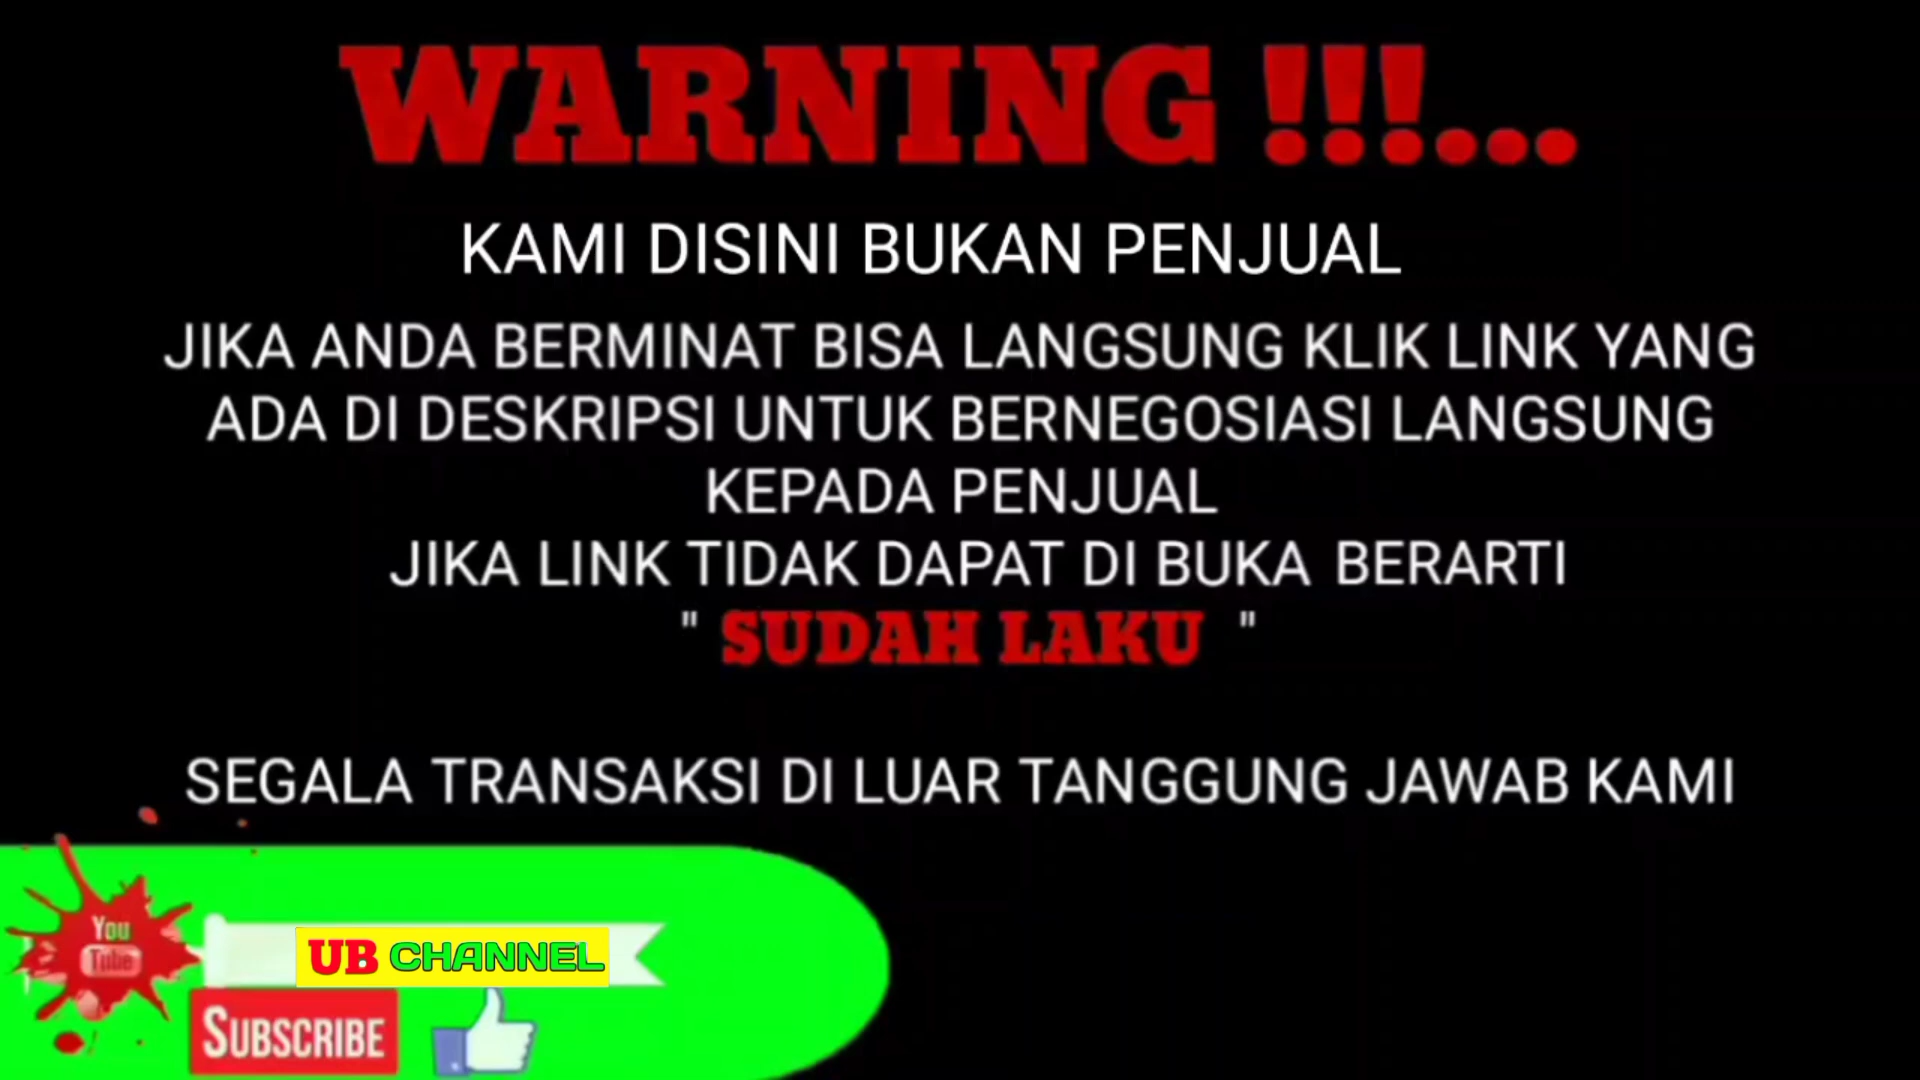 WARNING !!!...
KAMI DISINI BUKAN PENJUAL
JIKA ANDA BERMINAT BISA LANGSUNG KLIK LINK YANG
ADA DI DESKRIPSI UNTUK BERNEGOSIASI LANGSUNG
KEPADA PENJUAL
JIKA LINK TIDAK DAPAT DI BUKA BERARTI
" SUDAH LAKU "
SEGALA TRANSAKSI DI LUAR TANGGUNG JAWAB KAMI
You
Tube
UB CHANNEL
SUBSCRIBE